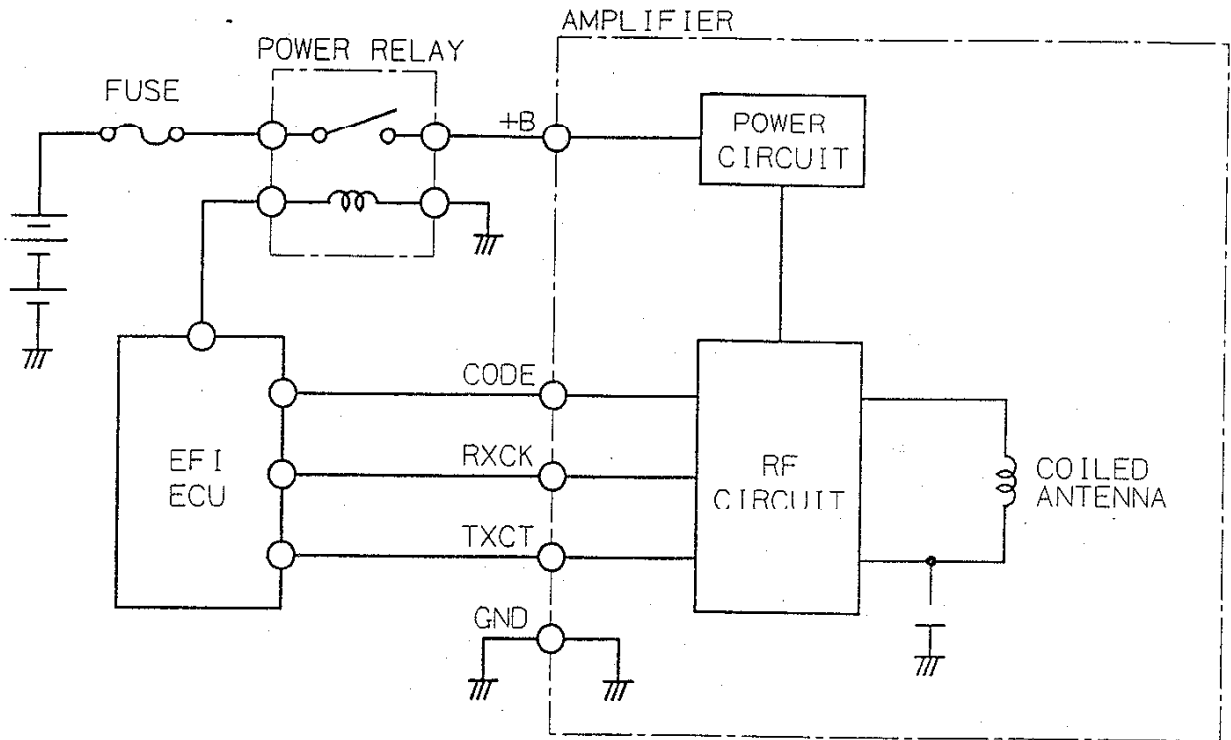 AMPLIFIER
POWER RELAY
FUSE
+B
POWER
CIRCUIT
CODE
RXCK
TXCT
GND
EFI
ECU
RF
CIRCUIT
COILED
ANTENNA